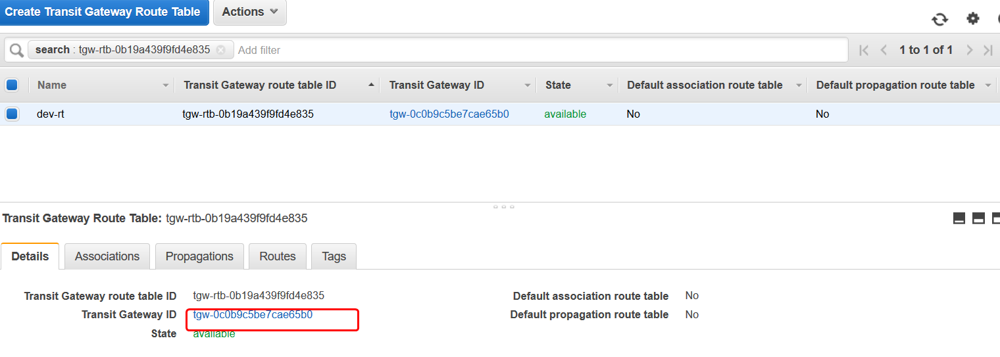 Create Transit Gateway Route Table Actions
search : tgw-rtb-0b19a439f9fd4e835 Add filter 1 to 1 of 1
Name Transit Gateway route table ID Transit Gateway ID State Default association route table Default propagation route table
dev-rt tgw-rtb-0b19a439f9fd4e835 tgw-0c0b9c5be7cae65b0 available No No
Transit Gateway Route Table: tgw-rtb-0b19a439f9fd4e835
Details Associations Propagations Routes Tags
Transit Gateway route table ID tgw-rtb-0b19a439f9fd4e835 Default association route table No
Transit Gateway ID tgw-0c0b9c5be7cae65b0 Default propagation route table No
State available